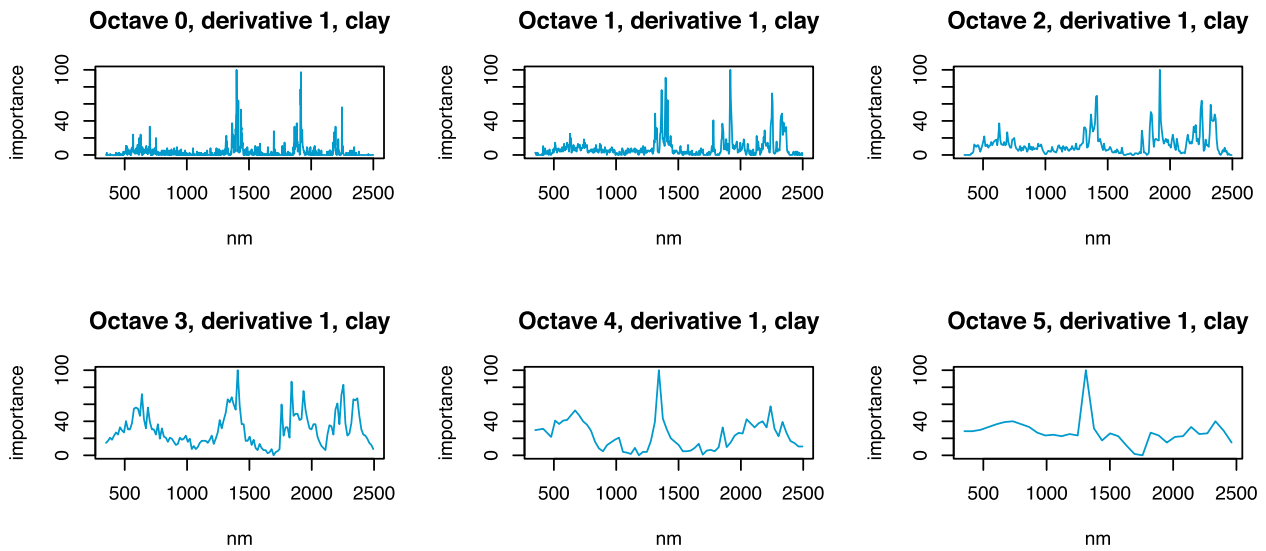 Octave 0, derivative 1, clay
importance
0 40 100
500 1000 1500 2000 2500
nm
Octave 1, derivative 1, clay
importance
0 40 100
500 1000 1500 2000 2500
nm
Octave 2, derivative 1, clay
importance
0 40 100
500 1000 1500 2000 2500
nm
Octave 3, derivative 1, clay
importance
0 40 100
500 1000 1500 2000 2500
nm
Octave 4, derivative 1, clay
importance
0 40 100
500 1000 1500 2000 2500
nm
Octave 5, derivative 1, clay
importance
0 40 100
500 1000 1500 2000 2500
nm